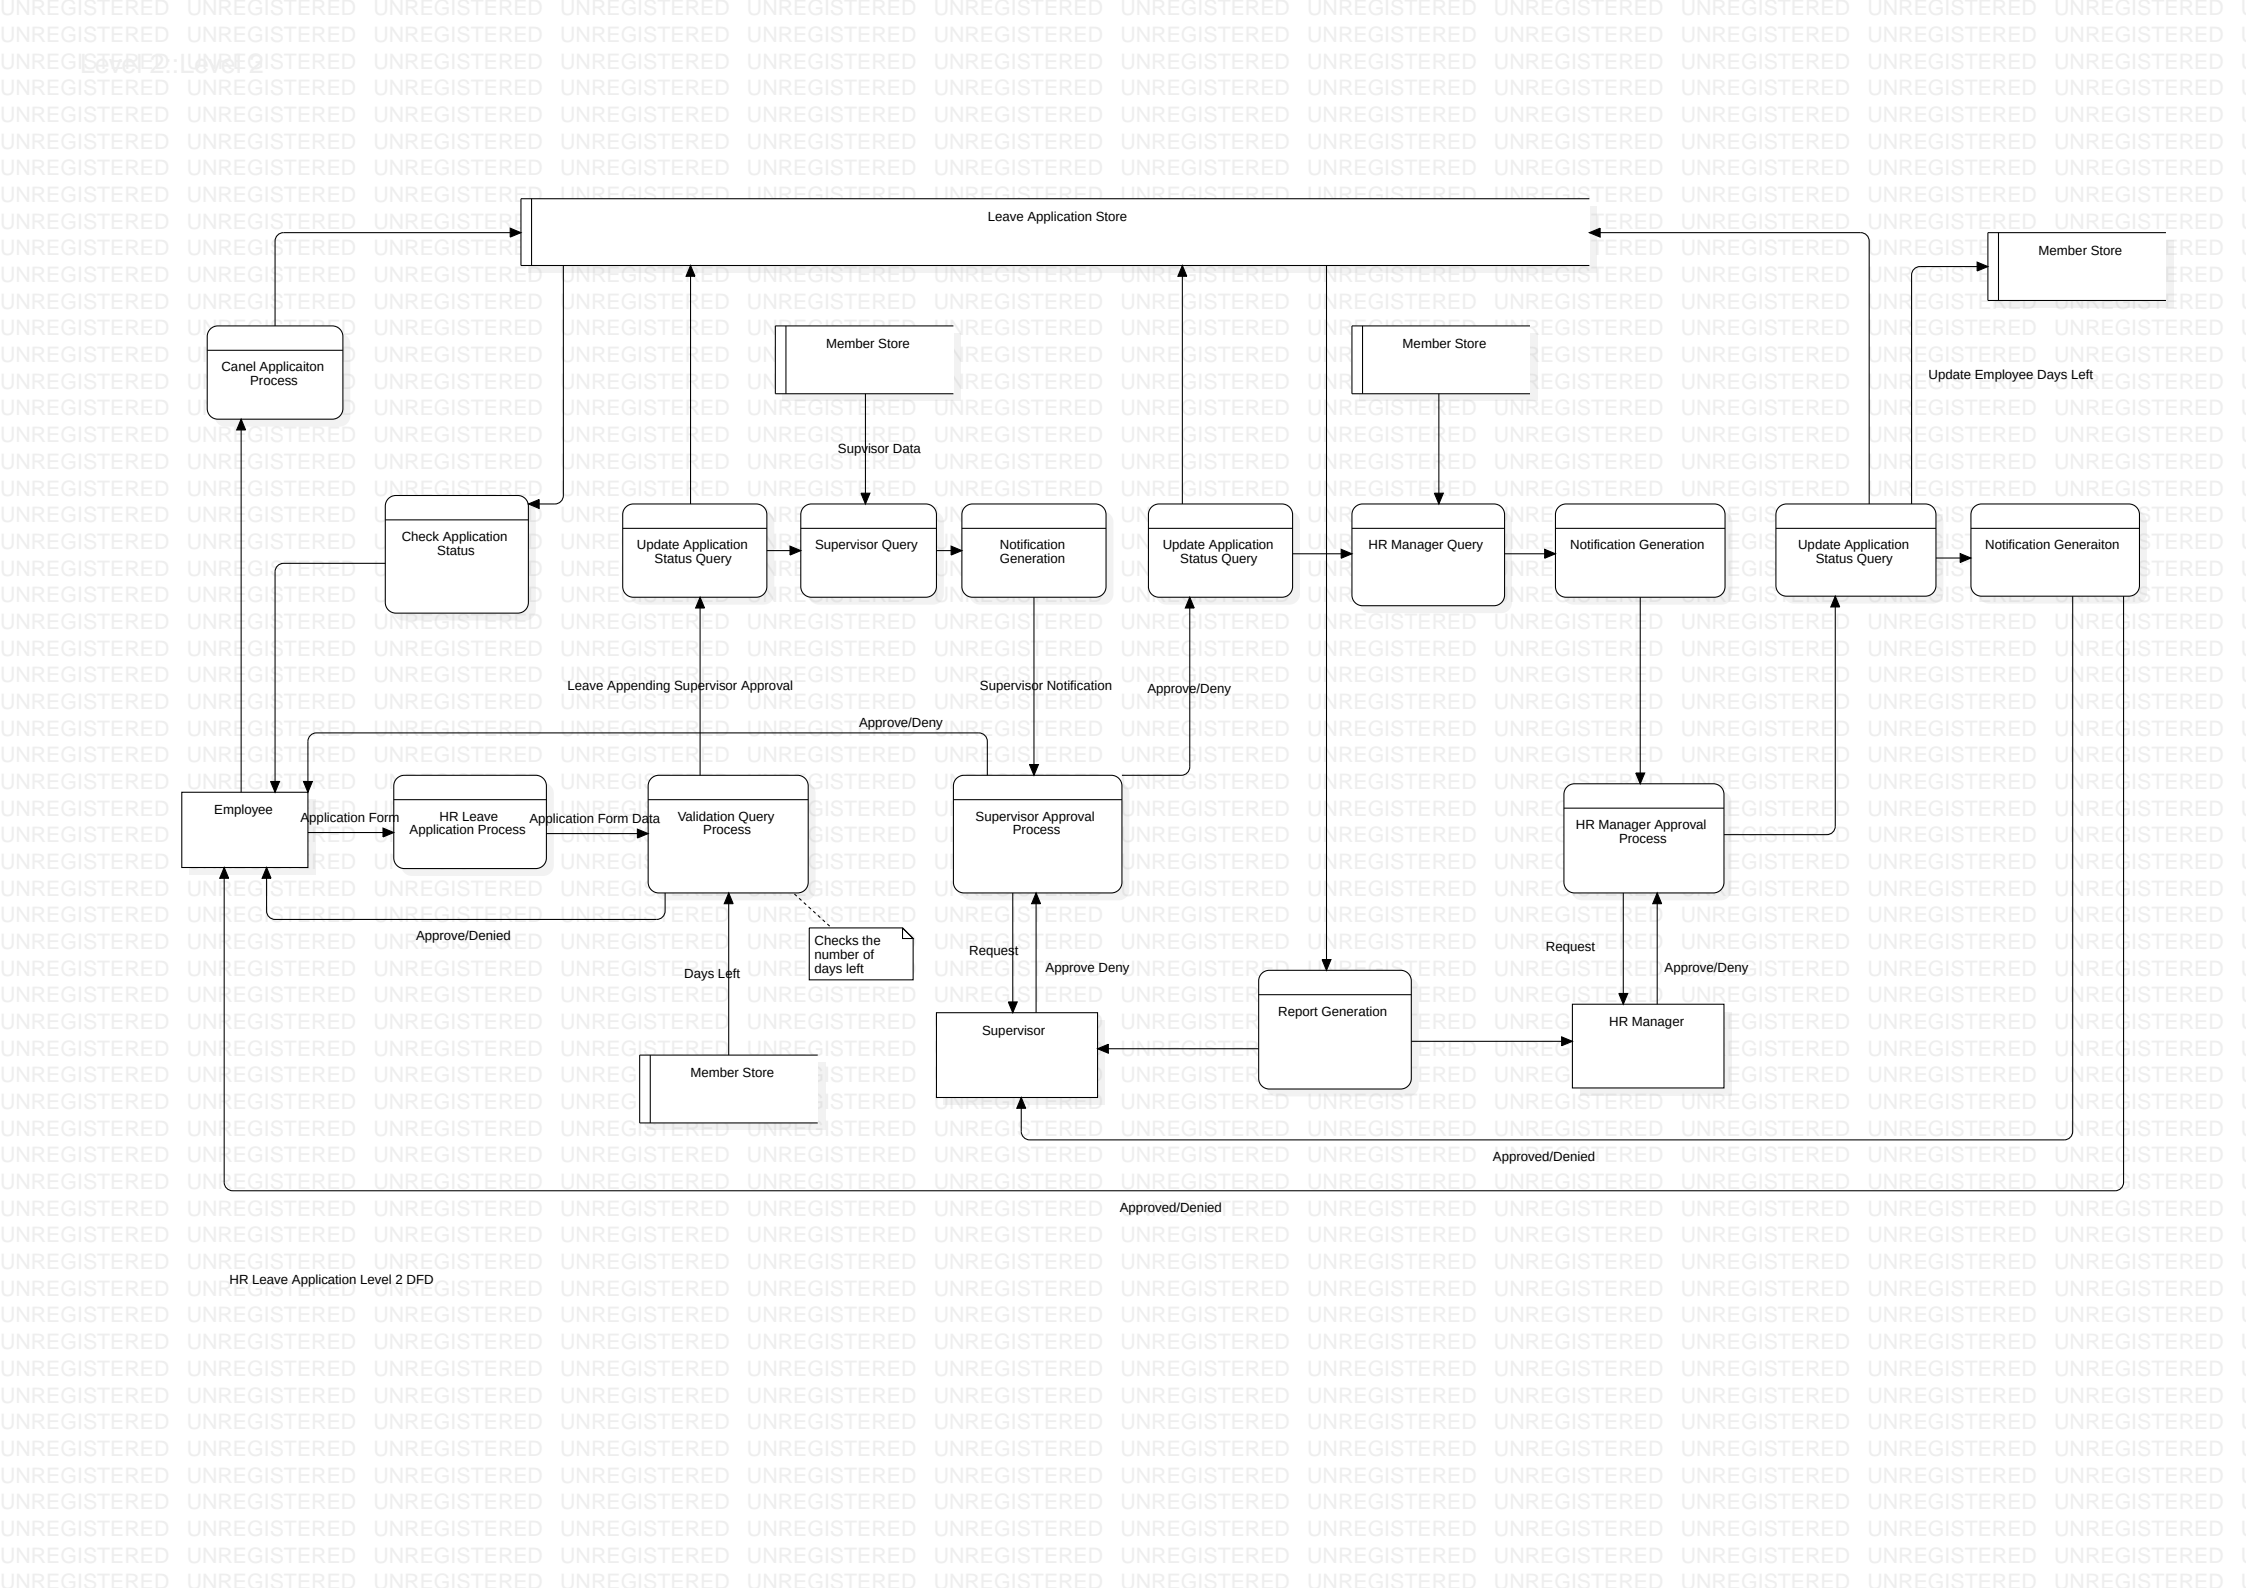 Level 2::Level 2
Leave Application Store
Member Store
Member Store
Member Store
Canel Applicaiton
Process
Update Employee Days Left
Supvisor Data
Check Application
Status
Update Application
Status Query
Supervisor Query
Notification
Generation
Update Application
Status Query
HR Manager Query
Notification Generation
Update Application
Status Query
Notification Generaiton
Leave Appending Supervisor Approval
Supervisor Notification
Approve/Deny
Approve/Deny
Employee
Application Form
HR Leave
Application Process
Application Form Data
Validation Query
Process
Supervisor Approval
Process
HR Manager Approval
Process
Approve/Denied
Checks the
number of
days left
Days Left
Request
Approve Deny
Request
Approve/Deny
Report Generation
Supervisor
HR Manager
Member Store
Approved/Denied
Approved/Denied
HR Leave Application Level 2 DFD
UNREGISTERED